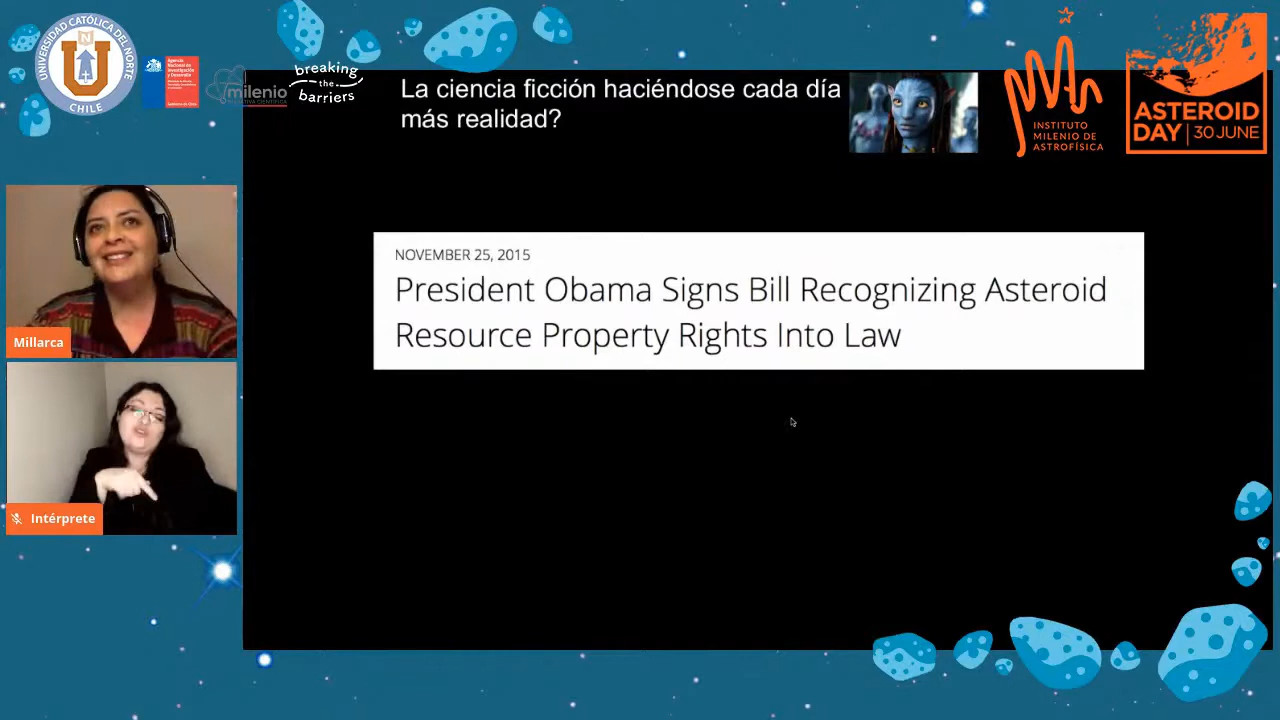 UNIVERSIDAD CATÓLICA DEL NORTE
CHILE
milenio
breaking
the
barriers
La ciencia ficción haciéndose cada día
más realidad?
INSTITUTO
MILENIO DE
ASTROFÍSICA
ASTEROID
DAY | 30 JUNE
NOVEMBER 25, 2015
President Obama Signs Bill Recognizing Asteroid
Resource Property Rights Into Law
Millarca
Intérprete